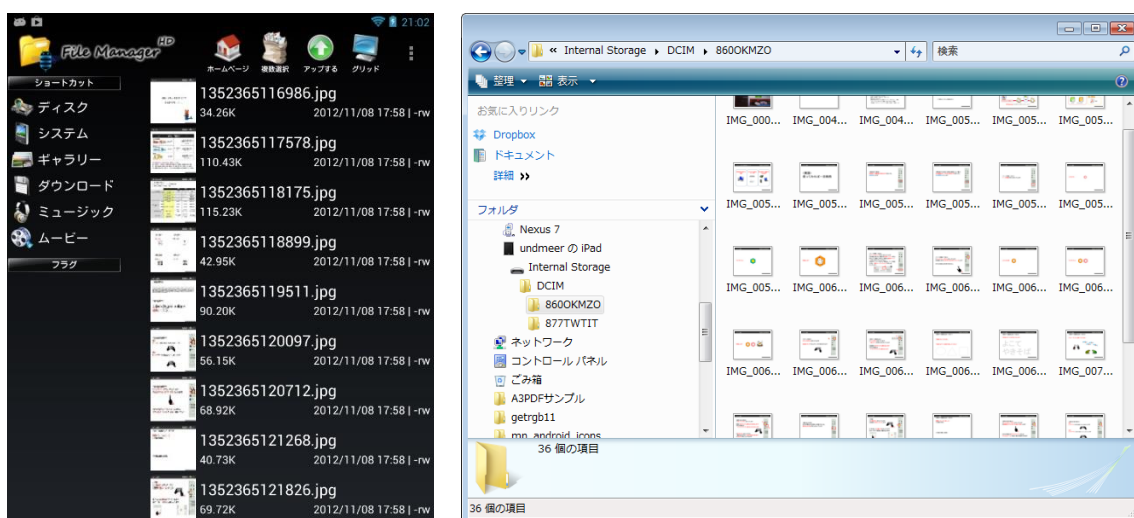 21:02
File Manager HD
ホームページ 複数選択 アップする グリッド
ショートカット
ディスク
システム
ギャラリー
ダウンロード
ミュージック
ムービー
フラグ
1352365116986.jpg
34.26K 2012/11/08 17:58 | -rw
1352365117578.jpg
110.43K 2012/11/08 17:58 | -rw
1352365118175.jpg
115.23K 2012/11/08 17:58 | -rw
1352365118899.jpg
42.95K 2012/11/08 17:58 | -rw
1352365119511.jpg
90.20K 2012/11/08 17:58 | -rw
1352365120097.jpg
56.15K 2012/11/08 17:58 | -rw
1352365120712.jpg
68.92K 2012/11/08 17:58 | -rw
1352365121268.jpg
40.73K 2012/11/08 17:58 | -rw
1352365121826.jpg
69.72K 2012/11/08 17:58 | -rw
« Internal Storage DCIM 860OKMZO
検索
整理 表示
お気に入りリンク
Dropbox
ドキュメント
詳細 »
フォルダ
Nexus 7
undmeer の iPad
Internal Storage
DCIM
860OKMZO
877TWTIT
ネットワーク
コントロール パネル
ごみ箱
A3PDFサンプル
getrgb11
mn_android_icons
IMG_000... IMG_004... IMG_004... IMG_005... IMG_005... IMG_005...
IMG_005... IMG_005... IMG_005... IMG_005... IMG_005... IMG_005...
IMG_005... IMG_006... IMG_006... IMG_006... IMG_006... IMG_006...
IMG_006... IMG_006... IMG_006... IMG_006... IMG_006... IMG_007...
36 個の項目
36 個の項目